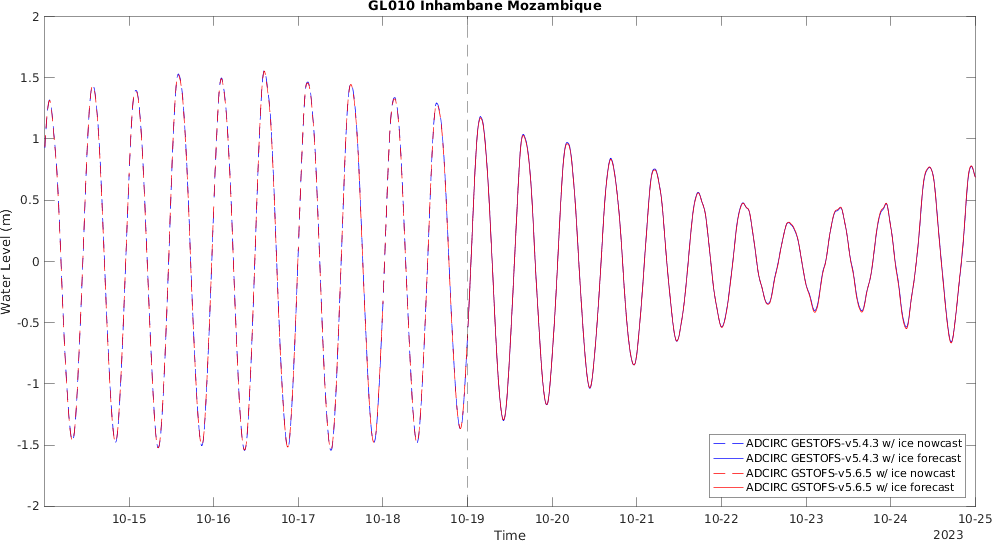 GL010 Inhambane Mozambique
2
1.5
1
0.5
0
-0.5
-1
-1.5
-2
Water Level (m)
ADCIRC GESTOFS-v5.4.3 w/ ice nowcast
ADCIRC GESTOFS-v5.4.3 w/ ice forecast
ADCIRC GSTOFS-v5.6.5 w/ ice nowcast
ADCIRC GSTOFS-v5.6.5 w/ ice forecast
10-15 10-16 10-17 10-18 10-19 10-20 10-21 10-22 10-23 10-24 10-25
Time
2023